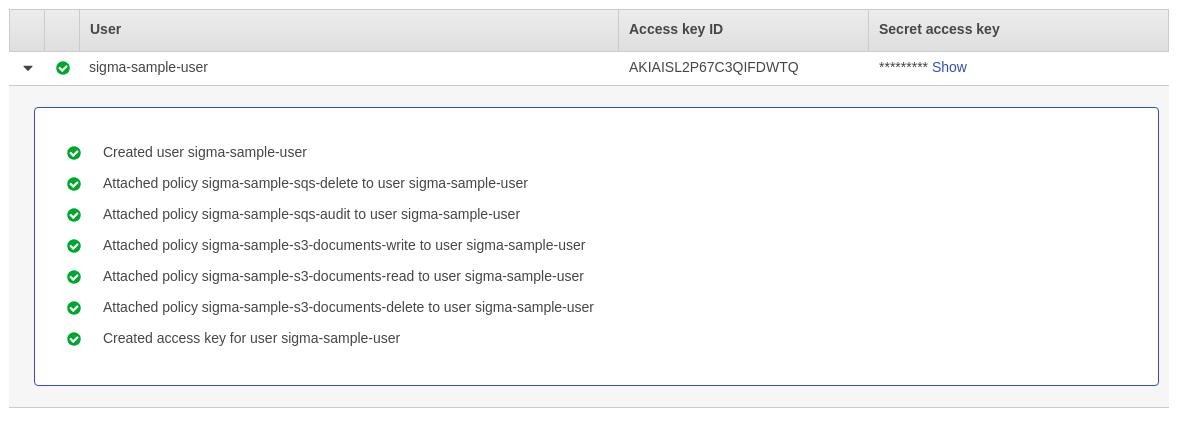 User Access key ID Secret access key
sigma-sample-user AKIAISL2P67C3QIFDWTQ ********* Show
Created user sigma-sample-user
Attached policy sigma-sample-sqs-delete to user sigma-sample-user
Attached policy sigma-sample-sqs-audit to user sigma-sample-user
Attached policy sigma-sample-s3-documents-write to user sigma-sample-user
Attached policy sigma-sample-s3-documents-read to user sigma-sample-user
Attached policy sigma-sample-s3-documents-delete to user sigma-sample-user
Created access key for user sigma-sample-user